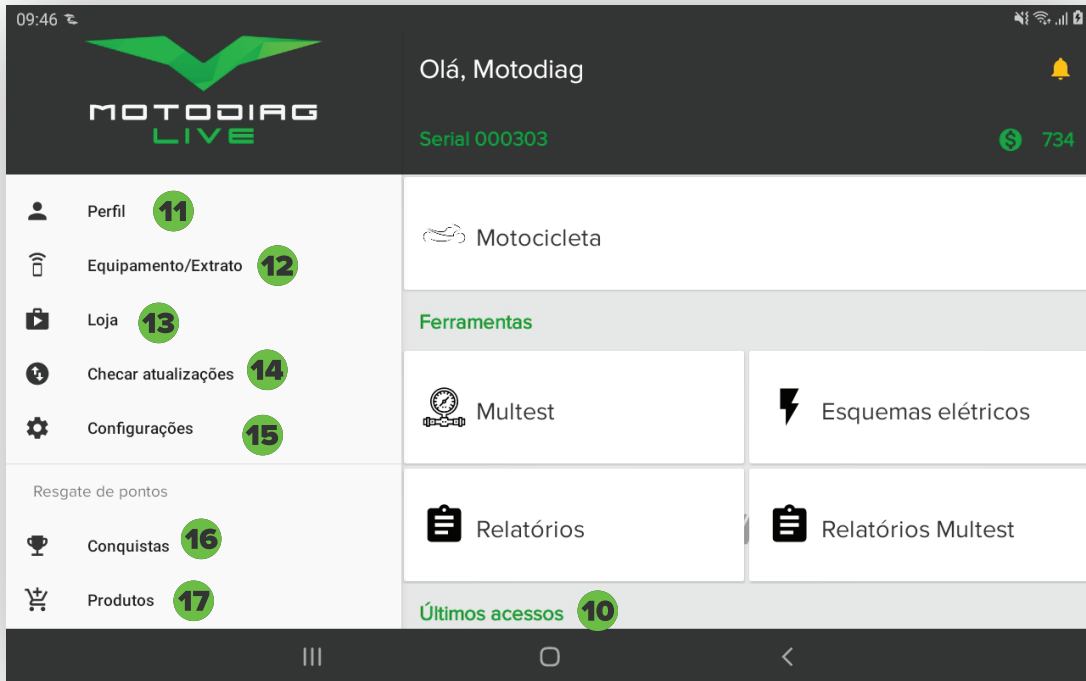 09:46
MOTODIAG
LIVE
Olá, Motodiag
Serial 000303
734
Perfil 11
Equipamento/Extrato 12
Loja 13
Checar atualizações 14
Configurações 15
Resgate de pontos
Conquistas 16
Produtos 17
Motocicleta
Ferramentas
Multest
Esquemas elétricos
Relatórios
Relatórios Multest
Últimos acessos 10